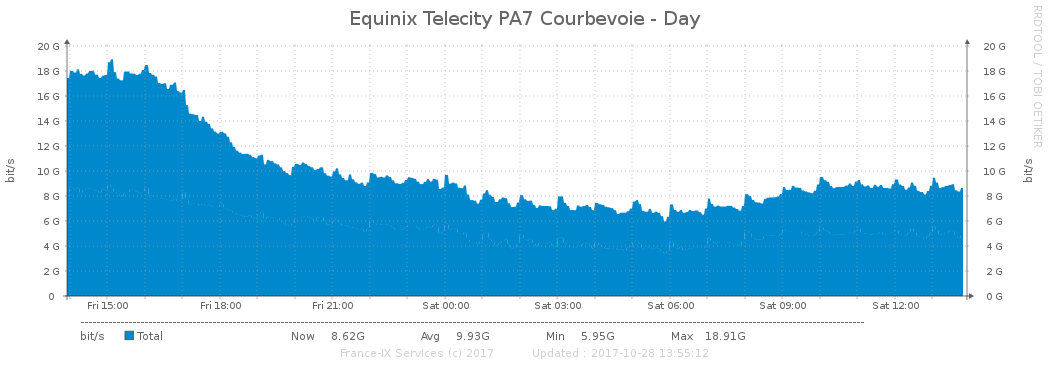 Equinix Telecity PA7 Courbevoie - Day
RRDTOOL / TOBI OETIKER
bit/s
bit/s
20 G 20 G
18 G 18 G
16 G 16 G
14 G 14 G
12 G 12 G
10 G 10 G
8 G 8 G
6 G 6 G
4 G 4 G
2 G 2 G
0 0 G
Fri 15:00 Fri 18:00 Fri 21:00 Sat 00:00 Sat 03:00 Sat 06:00 Sat 09:00 Sat 12:00
bit/s Total Now 8.62G Avg 9.93G Min 5.95G Max 18.91G
France-IX Services (c) 2017 Updated : 2017-10-28 13:55:12